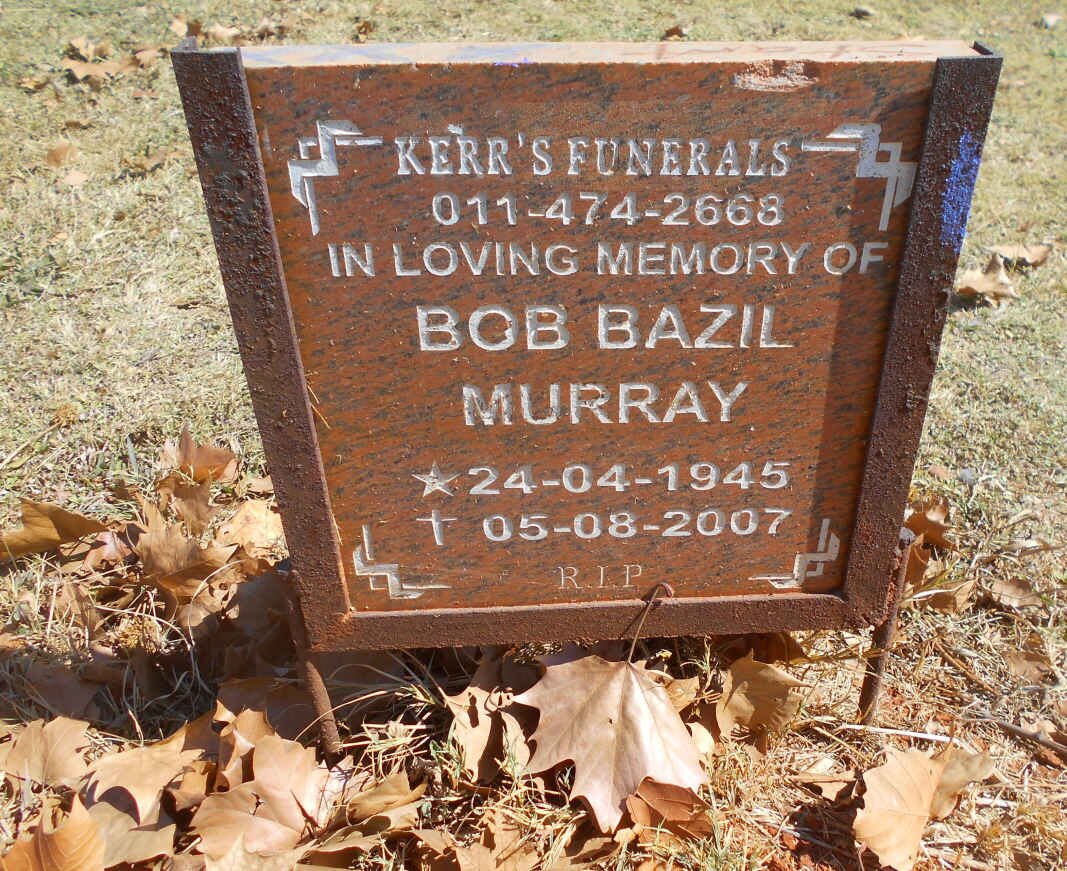 KERR'S FUNERALS
011-474-2668
IN LOVING MEMORY OF
BOB BAZIL
MURRAY
24-04-1945
05-08-2007
R.I.P